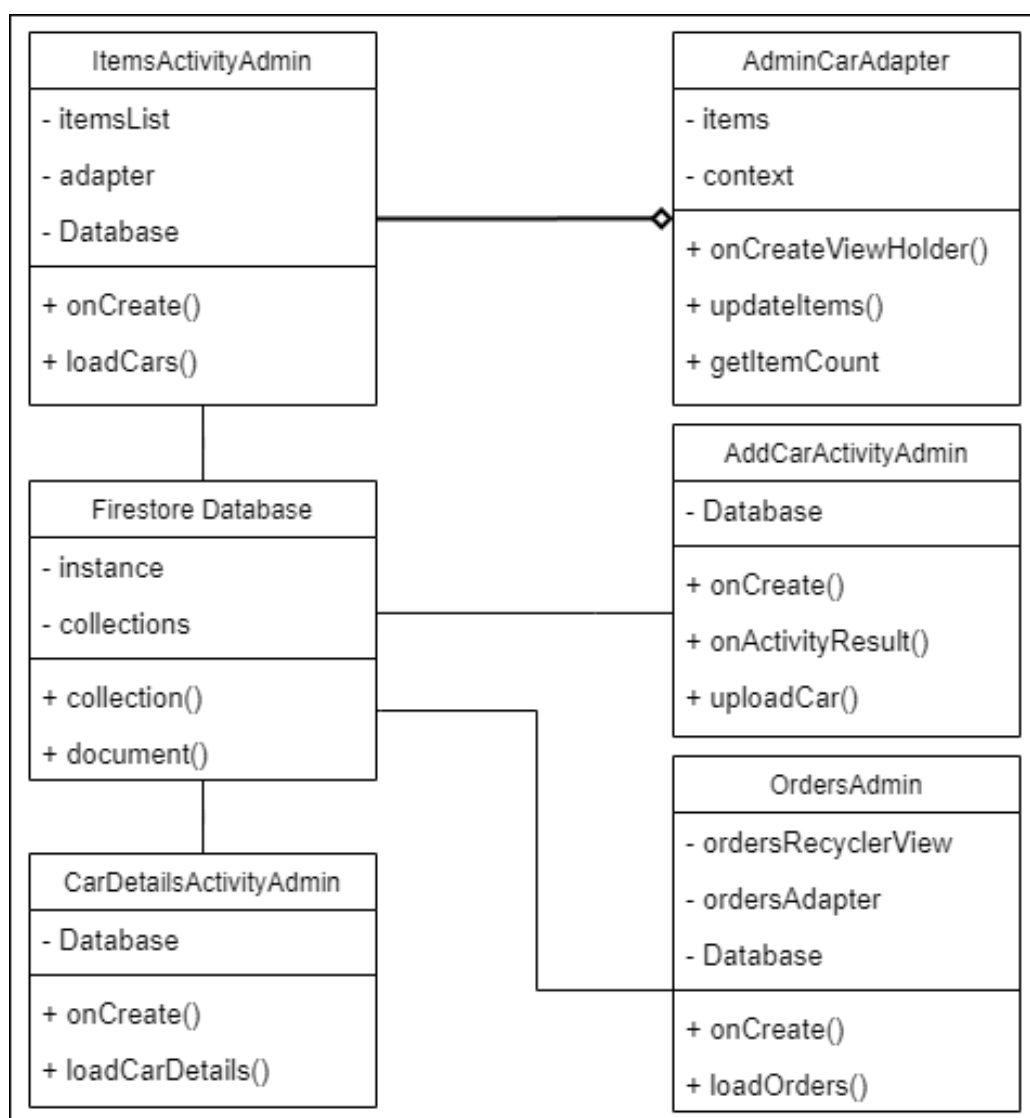 ItemsActivityAdmin
- itemsList
- adapter
- Database
+ onCreate()
+ loadCars()
AdminCarAdapter
- items
- context
+ onCreateViewHolder()
+ updateItems()
+ getItemCount
Firestore Database
- instance
- collections
+ collection()
+ document()
AddCarActivityAdmin
- Database
+ onCreate()
+ onActivityResult()
+ uploadCar()
CarDetailsActivityAdmin
- Database
+ onCreate()
+ loadCarDetails()
OrdersAdmin
- ordersRecyclerView
- ordersAdapter
- Database
+ onCreate()
+ loadOrders()